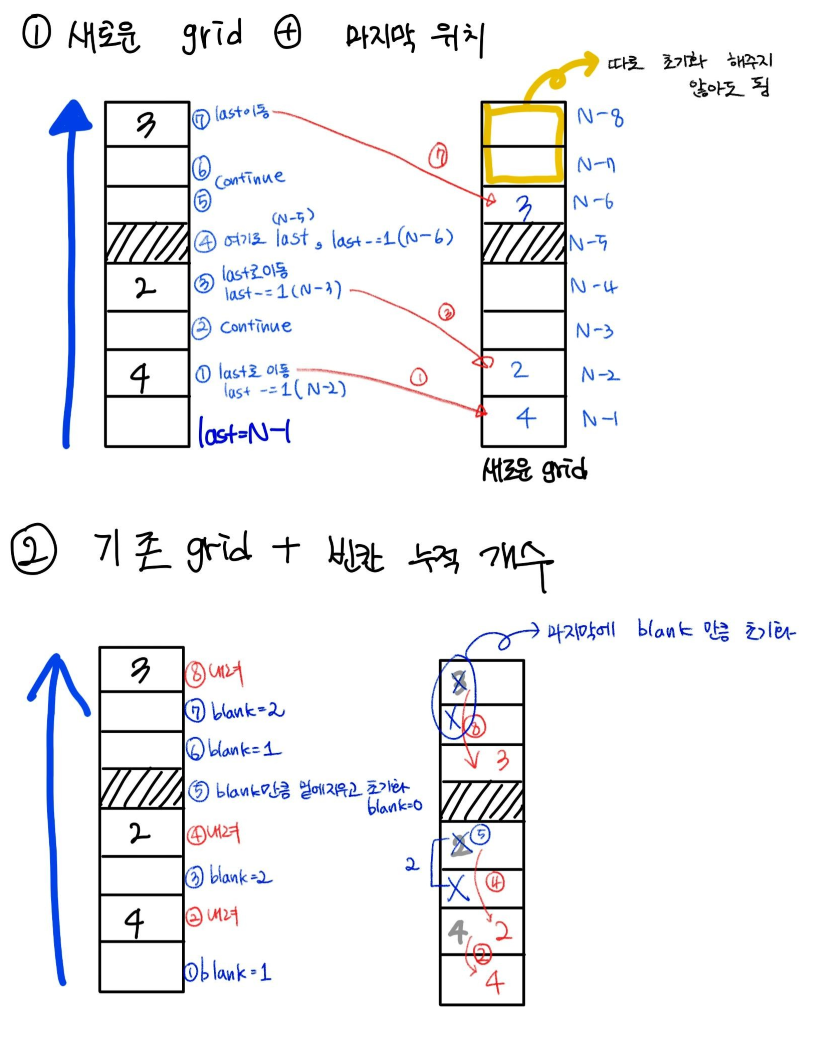 ① 새로운 grid ⊕ 마지막 위치
따로 초기화 해주지
않아도 됨
3
⑦ last이동
⑦
N-8
⑥
continue
⑤
N-7
3
N-6
(N-5)
④ 여기로 last, last-=1(N-6)
N-5
2
③ last로이동
last-=1(N-3)
③
N-4
② continue
N-3
4
① last로 이동
last -=1(N-2)
①
2
N-2
last=N-1
4
N-1
새로운 grid
② 기존 grid + 빈칸 누적 개수
마지막에 blank 만큼 초기화
3
⑧ 내려
3
X
⑦ blank=2
X
⑧
⑥ blank=1
3
⑤ blank만큼 밑에지우고 초기화
blank=0
2
④ 내려
2
X
⑤
2
③ blank=2
X
④
4
② 내려
4
2
②
① blank=1
4